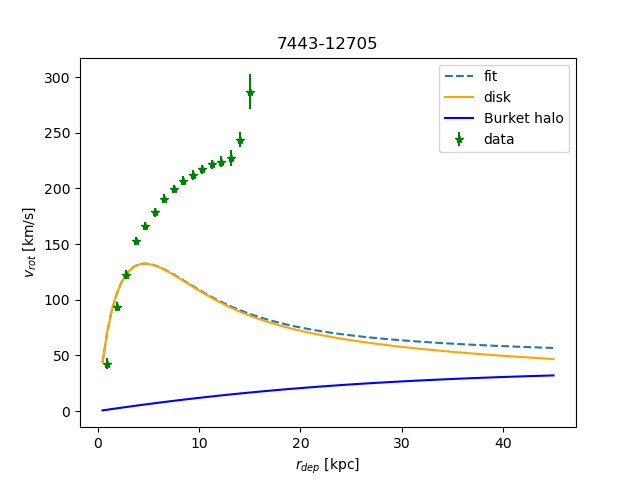 7443-12705
300
250
200
150
100
50
0
v_rot [km/s]
fit
disk
Burket halo
data
0 10 20 30 40
r_dep [kpc]